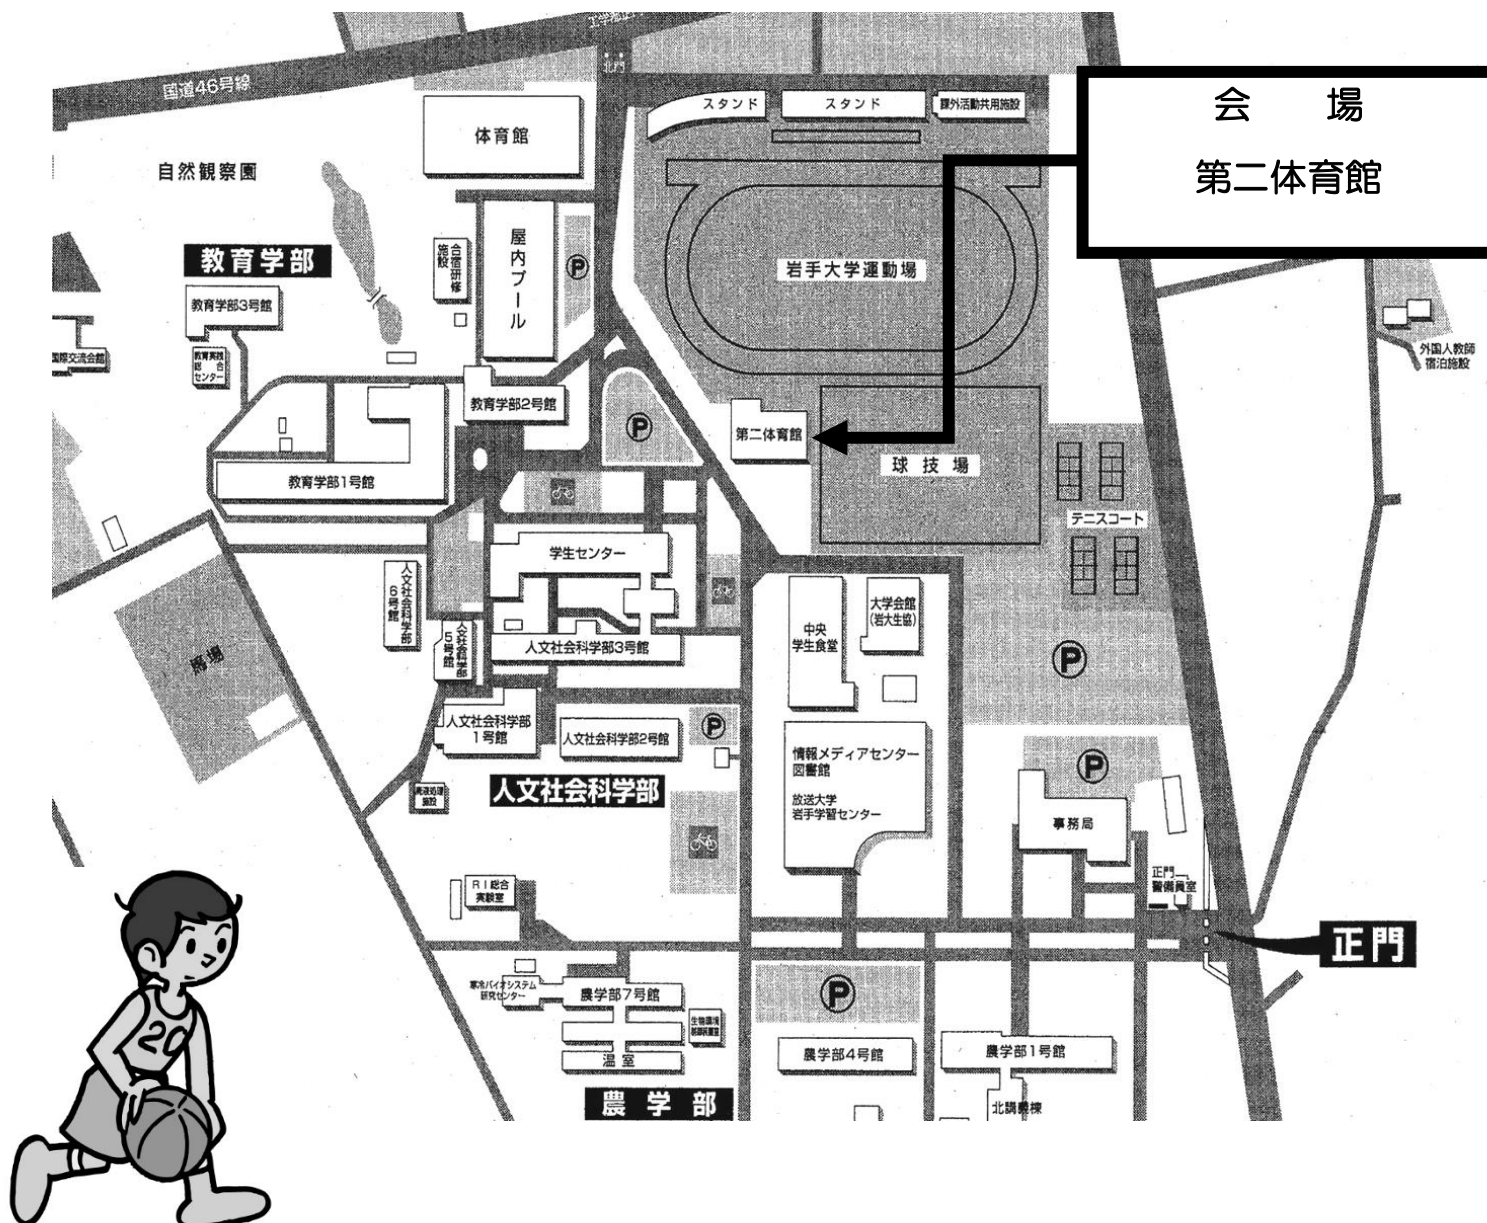 国道46号線
北門
会　場
第二体育館
スタンド
スタンド
課外活動共用施設
体育館
自然観察園
教育学部
合宿研修
施設
屋内プール
P
岩手大学運動場
教育学部3号館
国際交流会館
教育実践
総合
センター
外国人教師
宿泊施設
教育学部2号館
P
第二体育館
球技場
教育学部1号館
テニスコート
学生センター
人文社会科学部
6号館
人文社会科学部
5号館
人文社会科学部3号館
中央
学生食堂
大学会館
(岩大生協)
P
人文社会科学部
1号館
人文社会科学部2号館
P
情報メディアセンター
図書館
放送大学
岩手学習センター
P
事務局
人文社会科学部
RI総合
実験室
正門
警備員室
正門
研究センター
農学部7号館
温室
P
農学部4号館
農学部1号館
農学部
20